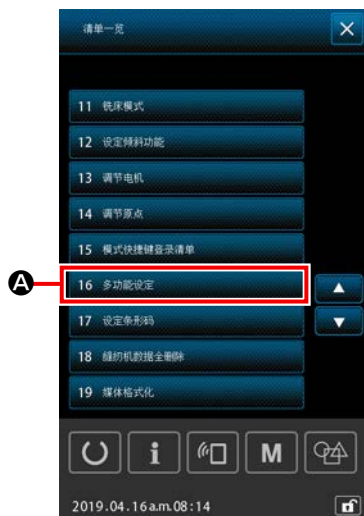 清单一览
11 铣床模式
12 设定倾斜功能
13 调节电机
14 调节原点
15 模式快捷键登录清单
A
16 多功能设定
17 设定条形码
18 缝纫机数据全删除
19 媒体格式化
M
2019.04.16a.m.08:14